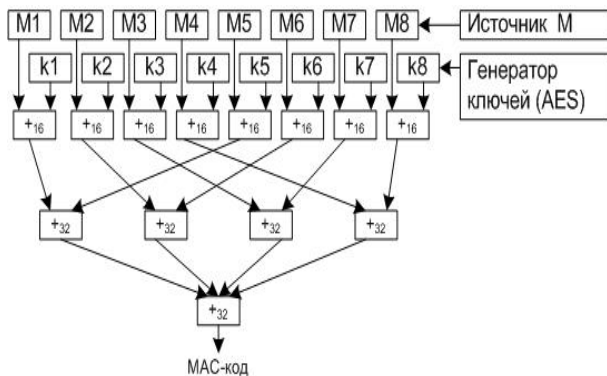 M1 M2 M3 M4 M5 M6 M7 M8 Источник М
k1 k2 k3 k4 k5 k6 k7 k8 Генератор
ключей (AES)
+16 +16 +16 +16 +16 +16 +16 +16
+32 +32 +32 +32
+32
МАС-код